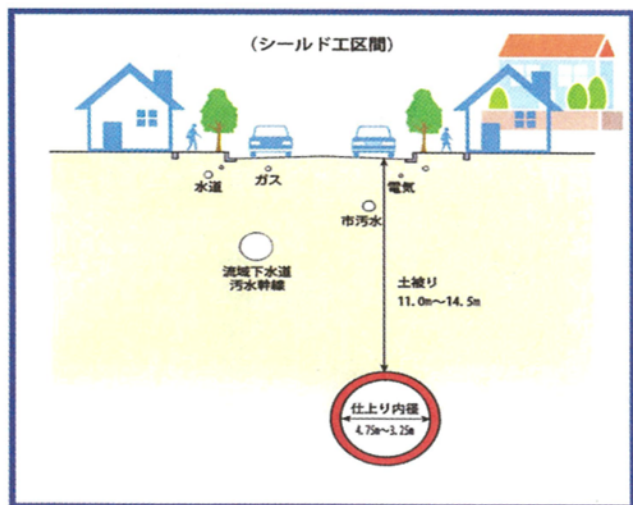 （シールド工区間）
水道
ガス
電気
市汚水
流域下水道
汚水幹線
土被り
11.0m～14.5m
仕上り内径
4.75m～3.25m